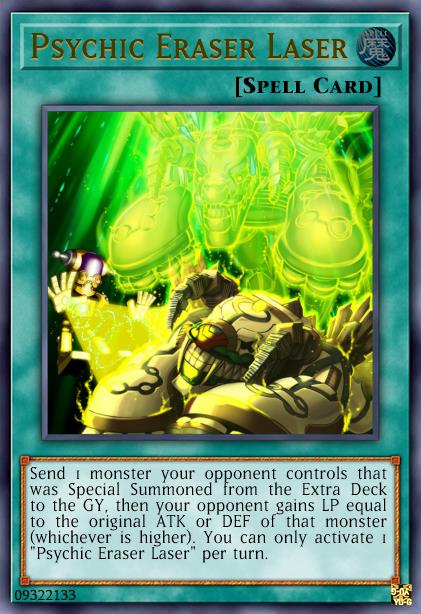 Psychic Eraser Laser 魔
[Spell Card]
Send 1 monster your opponent controls that
was Special Summoned from the Extra Deck
to the GY, then your opponent gains LP equal
to the original ATK or DEF of that monster
(whichever is higher). You can only activate 1
"Psychic Eraser Laser" per turn.
09322133